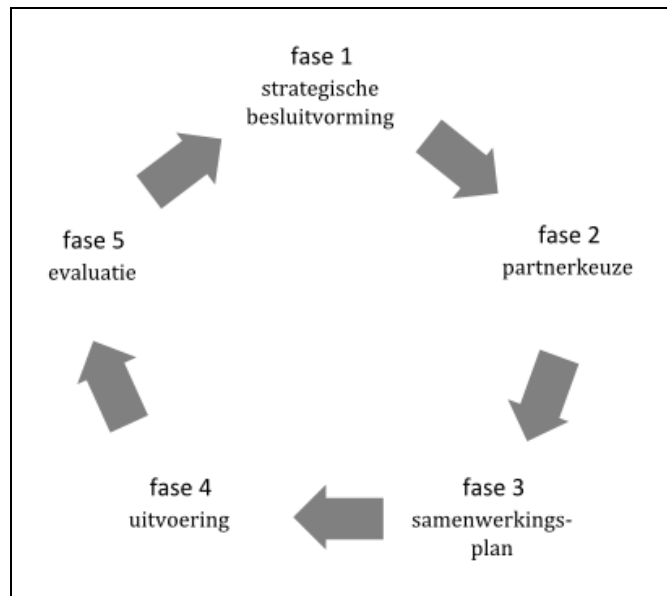 fase 1
strategische
besluitvorming
fase 2
partnerkeuze
fase 3
samenwerkings-
plan
fase 4
uitvoering
fase 5
evaluatie